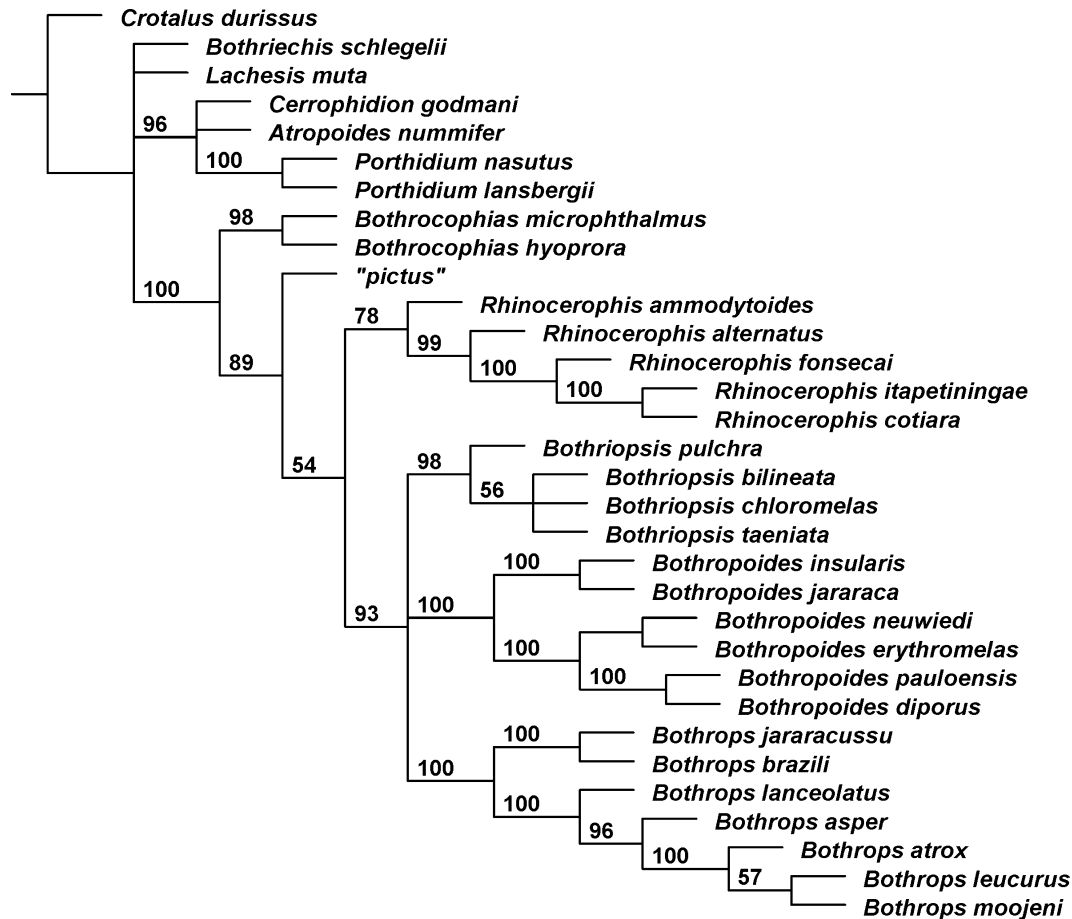 Crotalus durissus
Bothriechis schlegelii
Lachesis muta
Cerrophidion godmani
96
Atropoides nummifer
100
Porthidium nasutus
Porthidium lansbergii
98
Bothrocophias microphthalmus
Bothrocophias hyoprora
"pictus"
100
Rhinocerophis ammodytoides
78
Rhinocerophis alternatus
99
Rhinocerophis fonsecai
89
100
Rhinocerophis itapetiningae
100
Rhinocerophis cotiara
Bothriopsis pulchra
98
54
Bothriopsis bilineata
56
Bothriopsis chloromelas
Bothriopsis taeniata
100
Bothropoides insularis
Bothropoides jararaca
100
93
Bothropoides neuwiedi
100
Bothropoides erythromelas
100
Bothropoides pauloensis
Bothropoides diporus
100
Bothrops jararacussu
Bothrops brazili
100
Bothrops lanceolatus
100
Bothrops asper
96
Bothrops atrox
100
57
Bothrops leucurus
Bothrops moojeni